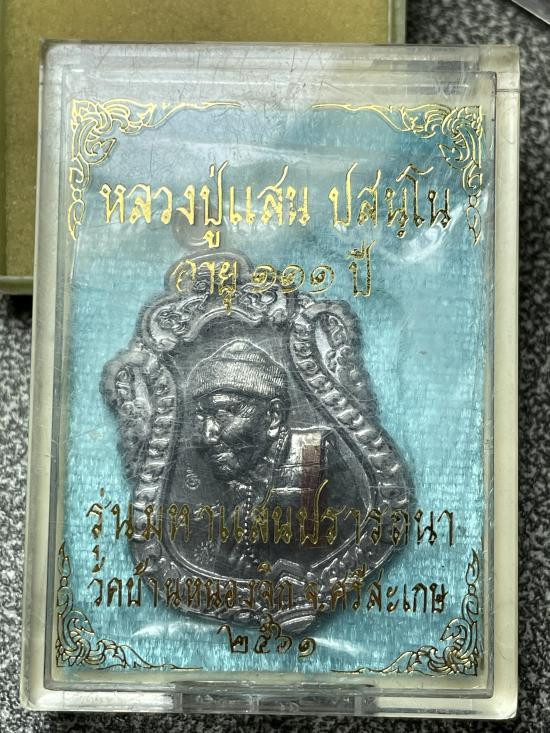 หลวงปู่แสน ปสนฺโน
อายุ ๑๑๑ ปี
รุ่นมหาแสนปรารถนา
วัดบ้านหนองจิก จ.ศรีสะเกษ
๒๕๖๑